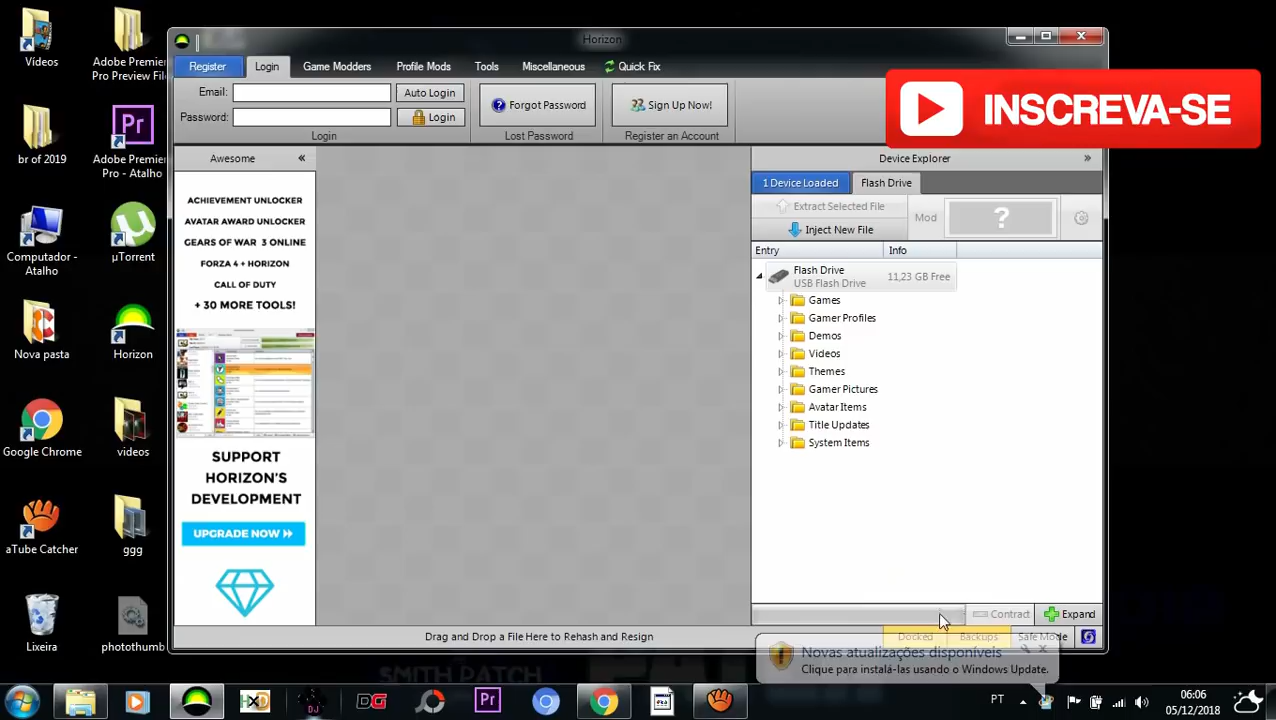 Vídeos
Adobe Premier
Pro Preview File
br of 2019
Adobe Premier
Pro - Atalho
Computador -
Atalho
µTorrent
Nova pasta
Horizon
Google Chrome
videos
aTube Catcher
ggg
Lixeira
photothumb
Horizon
Register
Login
Game Modders
Profile Mods
Tools
Miscellaneous
Quick Fix
Email:
Auto Login
Password:
Login
Login
Forgot Password
Lost Password
Sign Up Now!
Register an Account
INSCREVA-SE
Awesome
«
ACHIEVEMENT UNLOCKER
AVATAR AWARD UNLOCKER
GEARS OF WAR 3 ONLINE
FORZA 4 + HORIZON
CALL OF DUTY
+ 30 MORE TOOLS!
SUPPORT
HORIZON'S
DEVELOPMENT
UPGRADE NOW
Device Explorer
»
1 Device Loaded
Flash Drive
Extract Selected File
Inject New File
Mod
?
Entry
Info
Flash Drive
USB Flash Drive
11,23 GB Free
Games
Gamer Profiles
Demos
Videos
Themes
Gamer Pictures
Avatar Items
Title Updates
System Items
Contract
Expand
Drag and Drop a File Here to Rehash and Resign
Docked
Backups
Safe Mode
Novas atualizações disponíveis
Clique para instalá-las usando o Windows Update.
HXD
DJ
DG
Pr
PT
06:06
05/12/2018